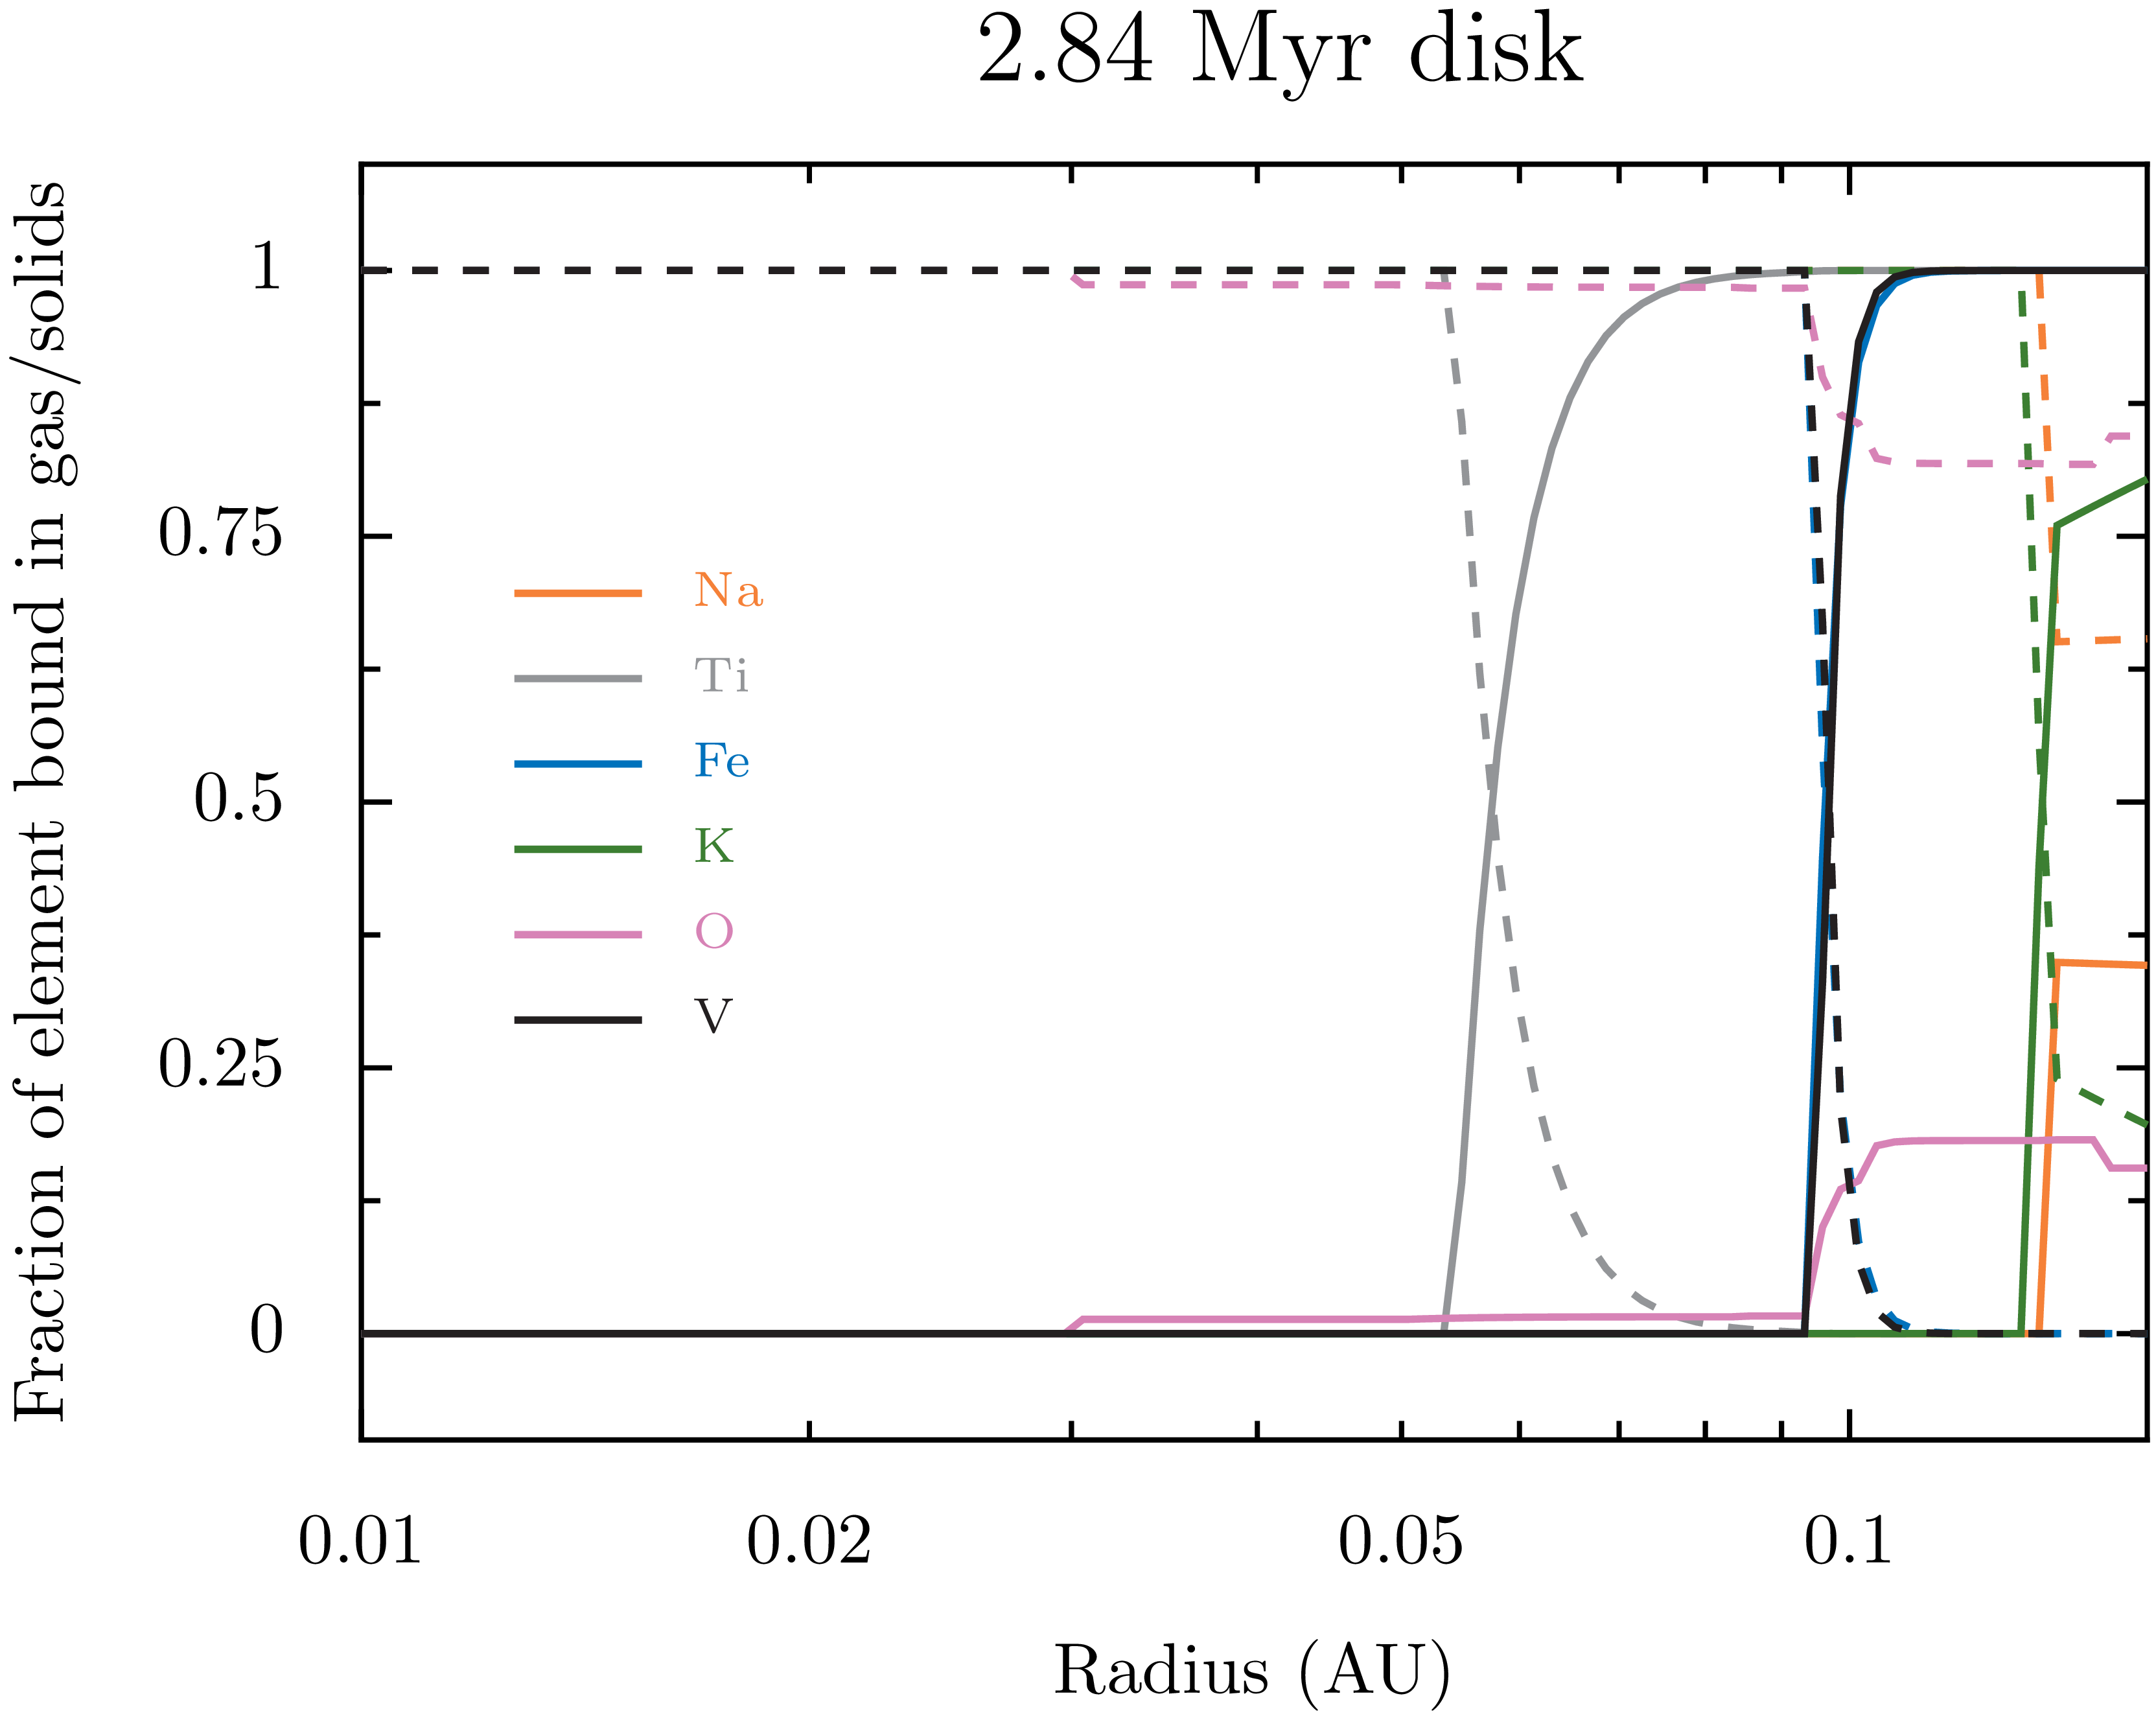 2.84 Myr disk
Fraction of element bound in gas/solids
1
0.75
0.5
0.25
0
Na
Ti
Fe
K
O
V
0.01 0.02 0.05 0.1
Radius (AU)